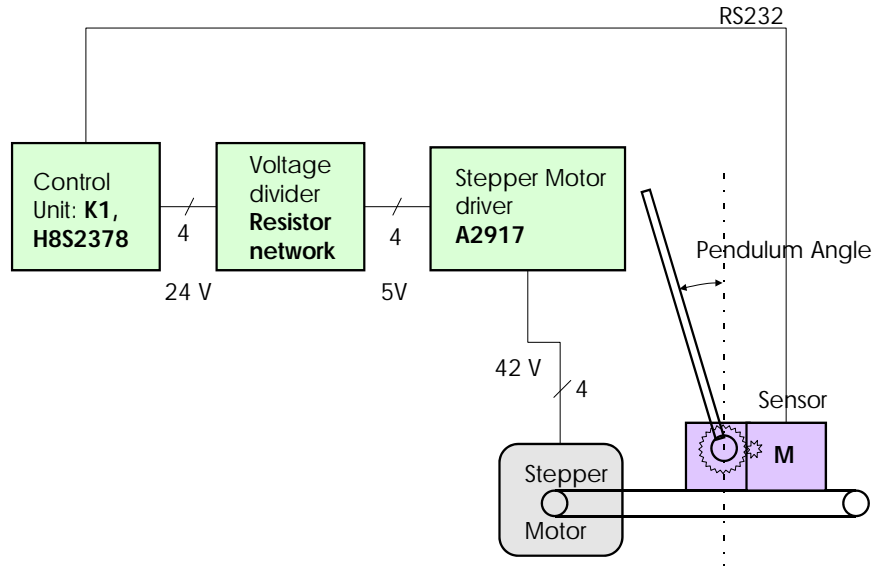 RS232
Control
Unit: K1,
H8S2378
4
24 V
Voltage
divider
Resistor
network
4
5V
Stepper Motor
driver
A2917
Pendulum Angle
42 V
4
Sensor
M
Stepper
Motor